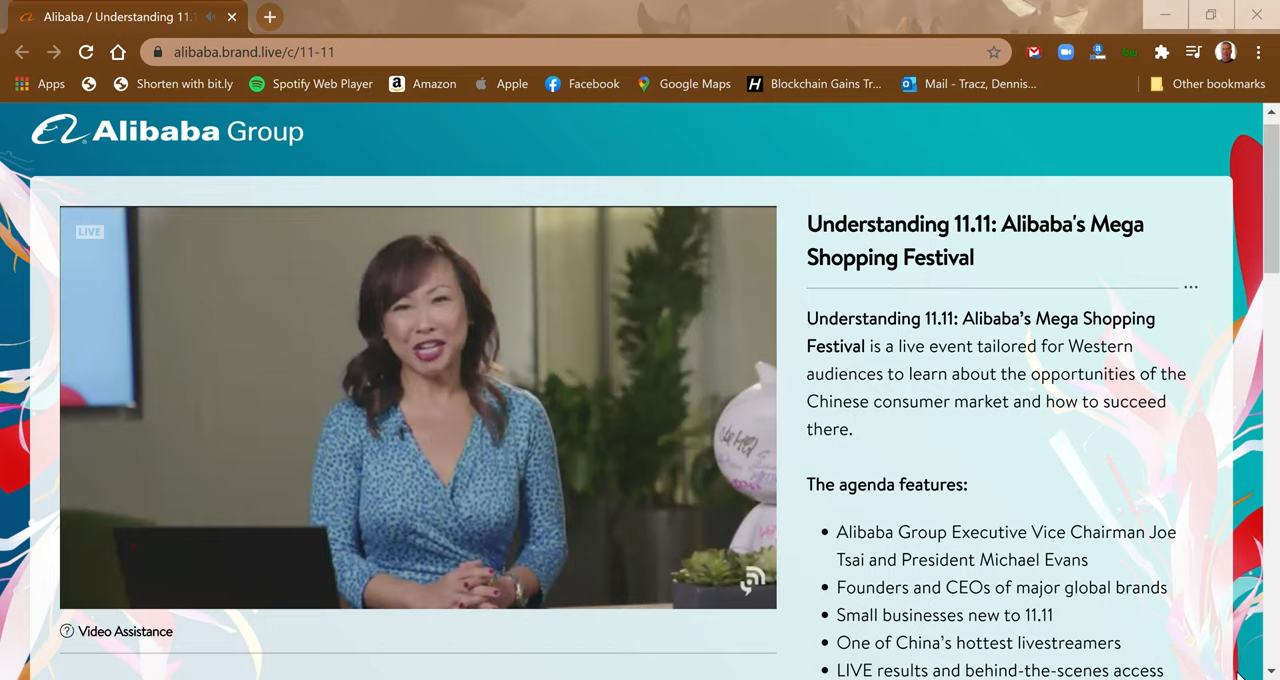 Alibaba / Understanding 11.1
alibaba.brand.live/c/11-11
Apps
Shorten with bit.ly
Spotify Web Player
Amazon
Apple
Facebook
Google Maps
Blockchain Gains Tr...
Mail - Tracz, Dennis...
Other bookmarks
Alibaba Group
LIVE
Understanding 11.11: Alibaba's Mega
Shopping Festival
...
Understanding 11.11: Alibaba’s Mega Shopping
Festival is a live event tailored for Western
audiences to learn about the opportunities of the
Chinese consumer market and how to succeed
there.
The agenda features:
• Alibaba Group Executive Vice Chairman Joe
Tsai and President Michael Evans
• Founders and CEOs of major global brands
• Small businesses new to 11.11
• One of China’s hottest livestreamers
• LIVE results and behind-the-scenes access
? Video Assistance